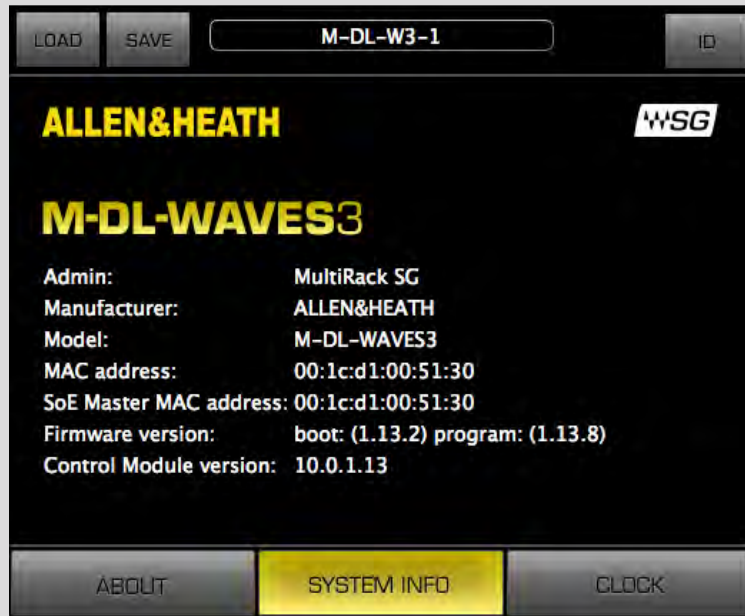 LOAD SAVE M-DL-W3-1 ID
ALLEN&HEATH WSG
M-DL-WAVES3
Admin: MultiRack SG
Manufacturer: ALLEN&HEATH
Model: M-DL-WAVES3
MAC address: 00:1c:d1:00:51:30
SoE Master MAC address: 00:1c:d1:00:51:30
Firmware version: boot: (1.13.2) program: (1.13.8)
Control Module version: 10.0.1.13
ABOUT SYSTEM INFO CLOCK